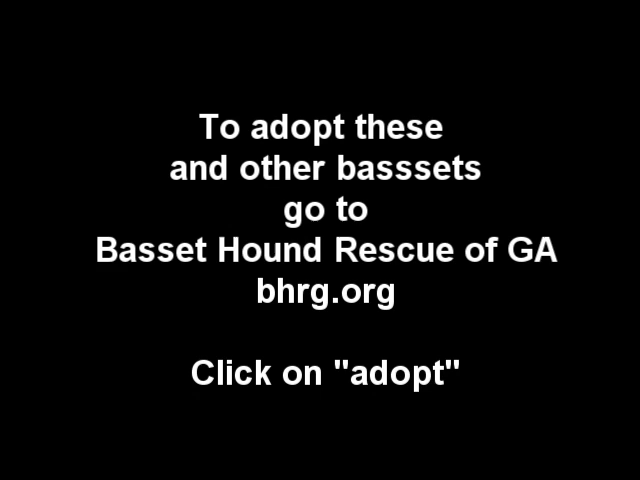 To adopt these
and other basssets
go to
Basset Hound Rescue of GA
bhrg.org
Click on "adopt"